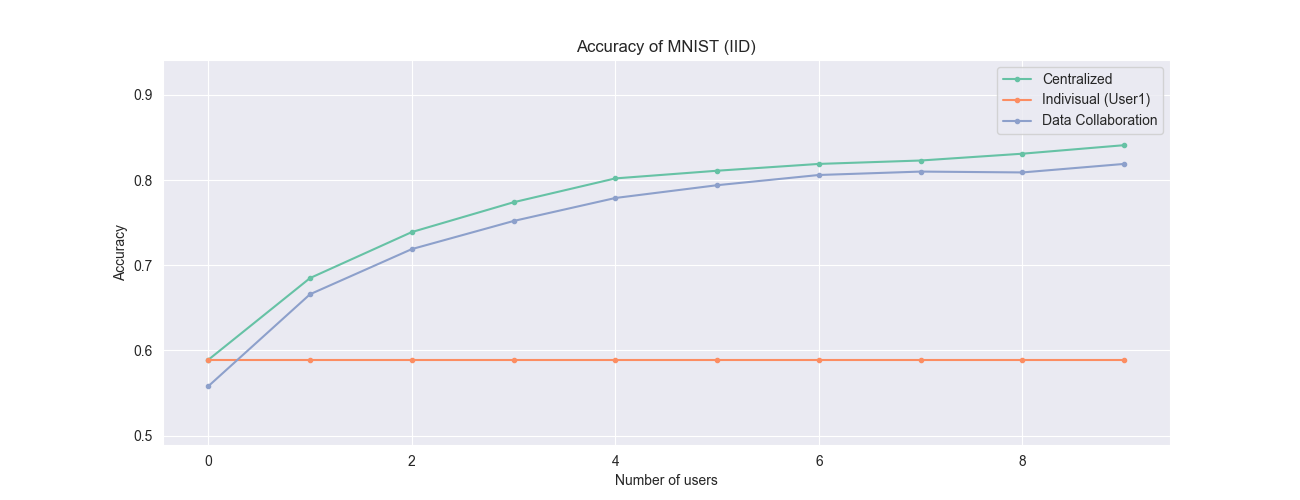 Accuracy of MNIST (IID)
Centralized
Indivisual (User1)
Data Collaboration
Accuracy
0.9
0.8
0.7
0.6
0.5
0 2 4 6 8
Number of users